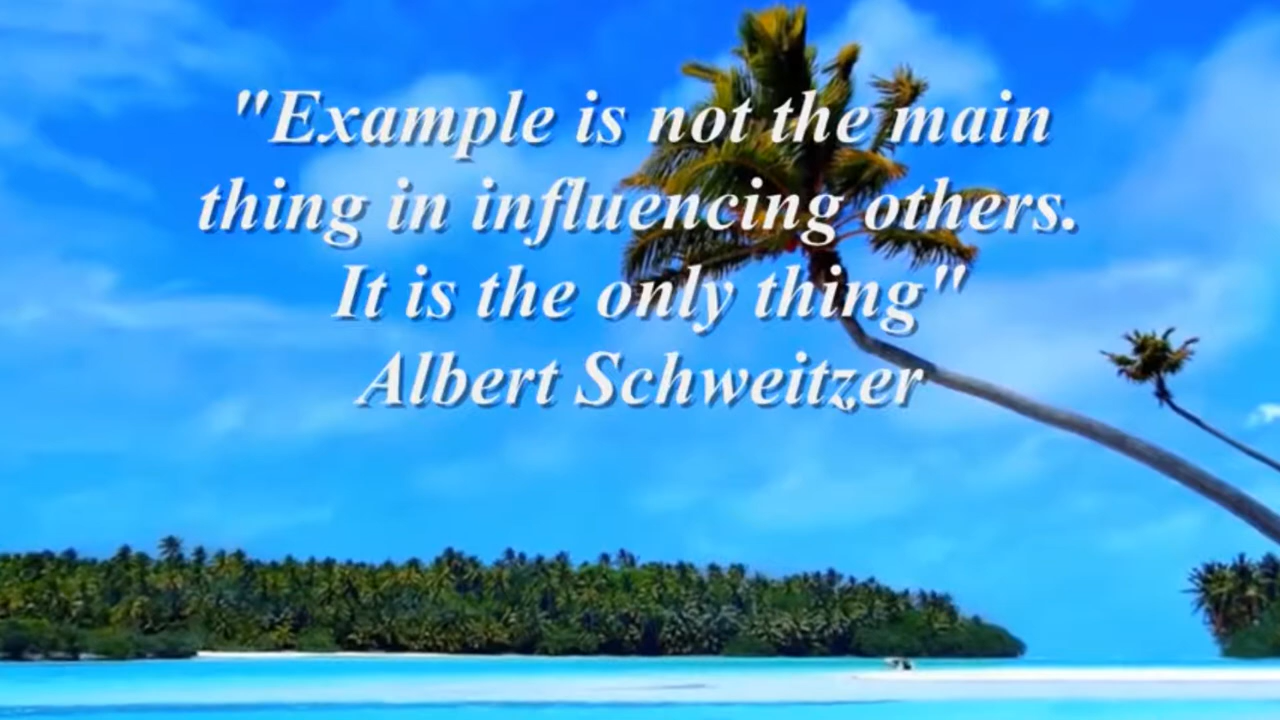 "Example is not the main
thing in influencing others.
It is the only thing"
Albert Schweitzer